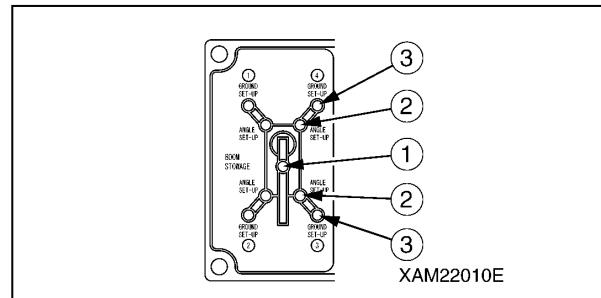 ① ④
GROUND
SET-UP
GROUND
SET-UP
③
②
ANGLE
SET-UP
ANGLE
SET-UP
BOOM
STOWAGE
①
ANGLE
SET-UP
ANGLE
SET-UP
②
GROUND
SET-UP
GROUND
SET-UP
③
② ③
XAM22010E